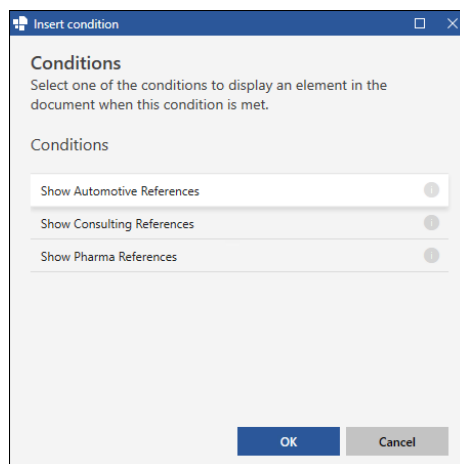 Insert condition
Conditions
Select one of the conditions to display an element in the
document when this condition is met.
Conditions
Show Automotive References
Show Consulting References
Show Pharma References
OK Cancel